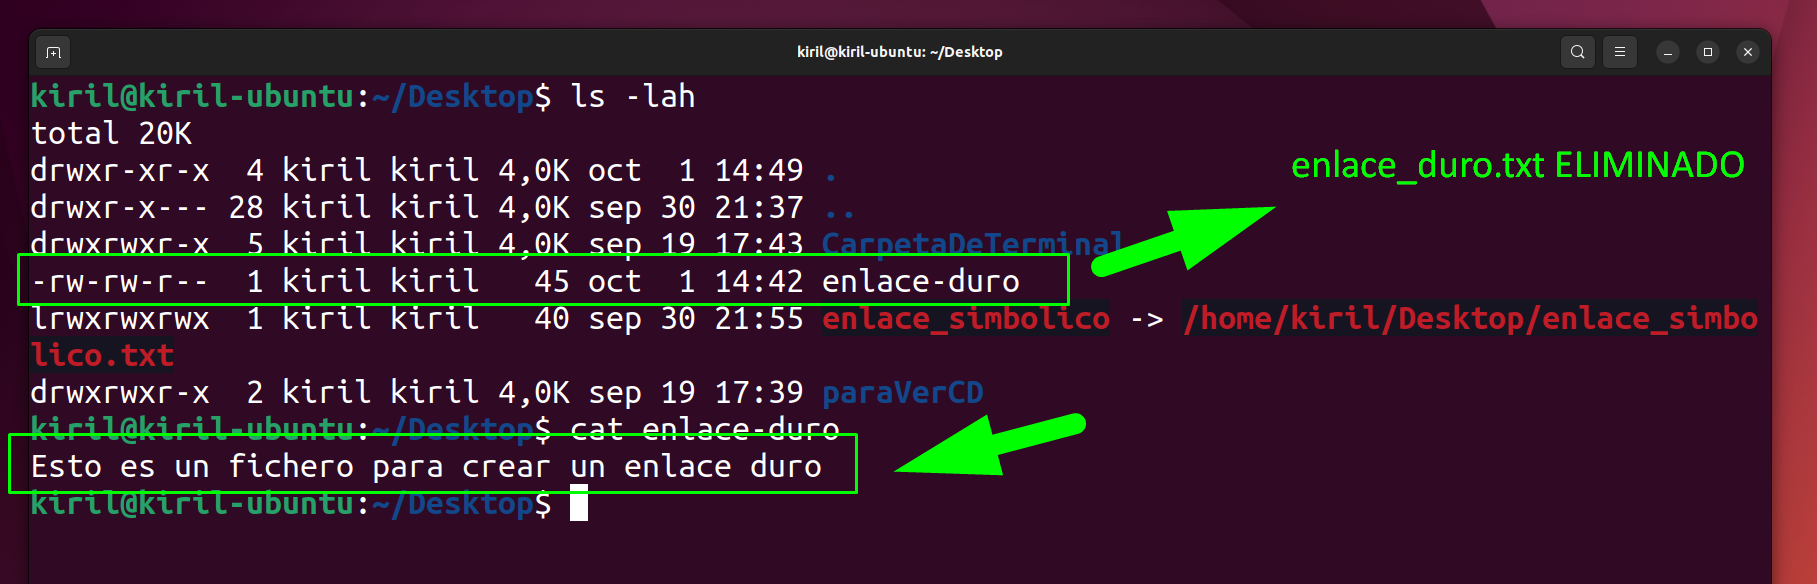 kiril@kiril-ubuntu: ~/Desktop
kiril@kiril-ubuntu:~/Desktop$ ls -lah
total 20K
drwxr-xr-x  4 kiril kiril 4,0K oct  1 14:49 .
enlace_duro.txt ELIMINADO
drwxr-x--- 28 kiril kiril 4,0K sep 30 21:37 ..
drwxrwxr-x  5 kiril kiril 4,0K sep 19 17:43 CarpetaDeTerminal
-rw-rw-r--  1 kiril kiril   45 oct  1 14:42 enlace-duro
lrwxrwxrwx  1 kiril kiril   40 sep 30 21:55 enlace_simbolico -> /home/kiril/Desktop/enlace_simbo
lico.txt
drwxrwxr-x  2 kiril kiril 4,0K sep 19 17:39 paraVerCD
kiril@kiril-ubuntu:~/Desktop$ cat enlace-duro
Esto es un fichero para crear un enlace duro
kiril@kiril-ubuntu:~/Desktop$